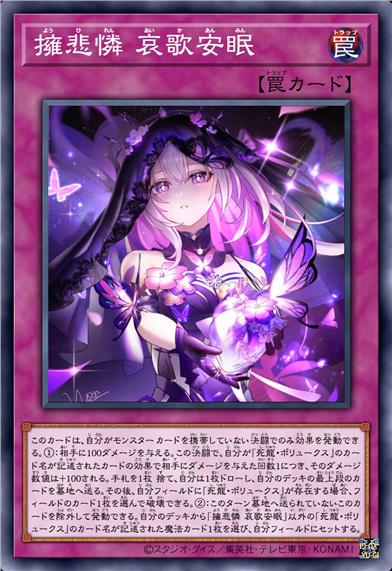 擁悲憐 哀歌安眠
罠
【罠カード】
このカードは、自分がモンスターカードを携帯していない決闘でのみ効果を発動でき
る。①:相手に100ダメージを与える。この決闘で、自分が「死龍・ポリュークス」のカー
ド名が記述されたカードの効果で相手にダメージを与えた回数1につき、そのダメージ
数値は+100される。手札を1枚捨て、自分は1枚ドローし、自分のデッキの最上段のカー
ドを墓地へ送る。その後、自分フィールドに「死龍・ポリュークス」が存在する場合、フィ
ールドのカード1枚を選んで破壊できる。②:このターン墓地へ送られていないこのカ
ードを除外して発動できる。自分のデッキから「擁悲憐 哀歌安眠」以外の「死龍・ポリュ
ークス」のカード名が記述された魔法カード1枚を選び、自分フィールドにセットする。
©スタジオ・ダイス/集英社・テレビ東京・KONAMI